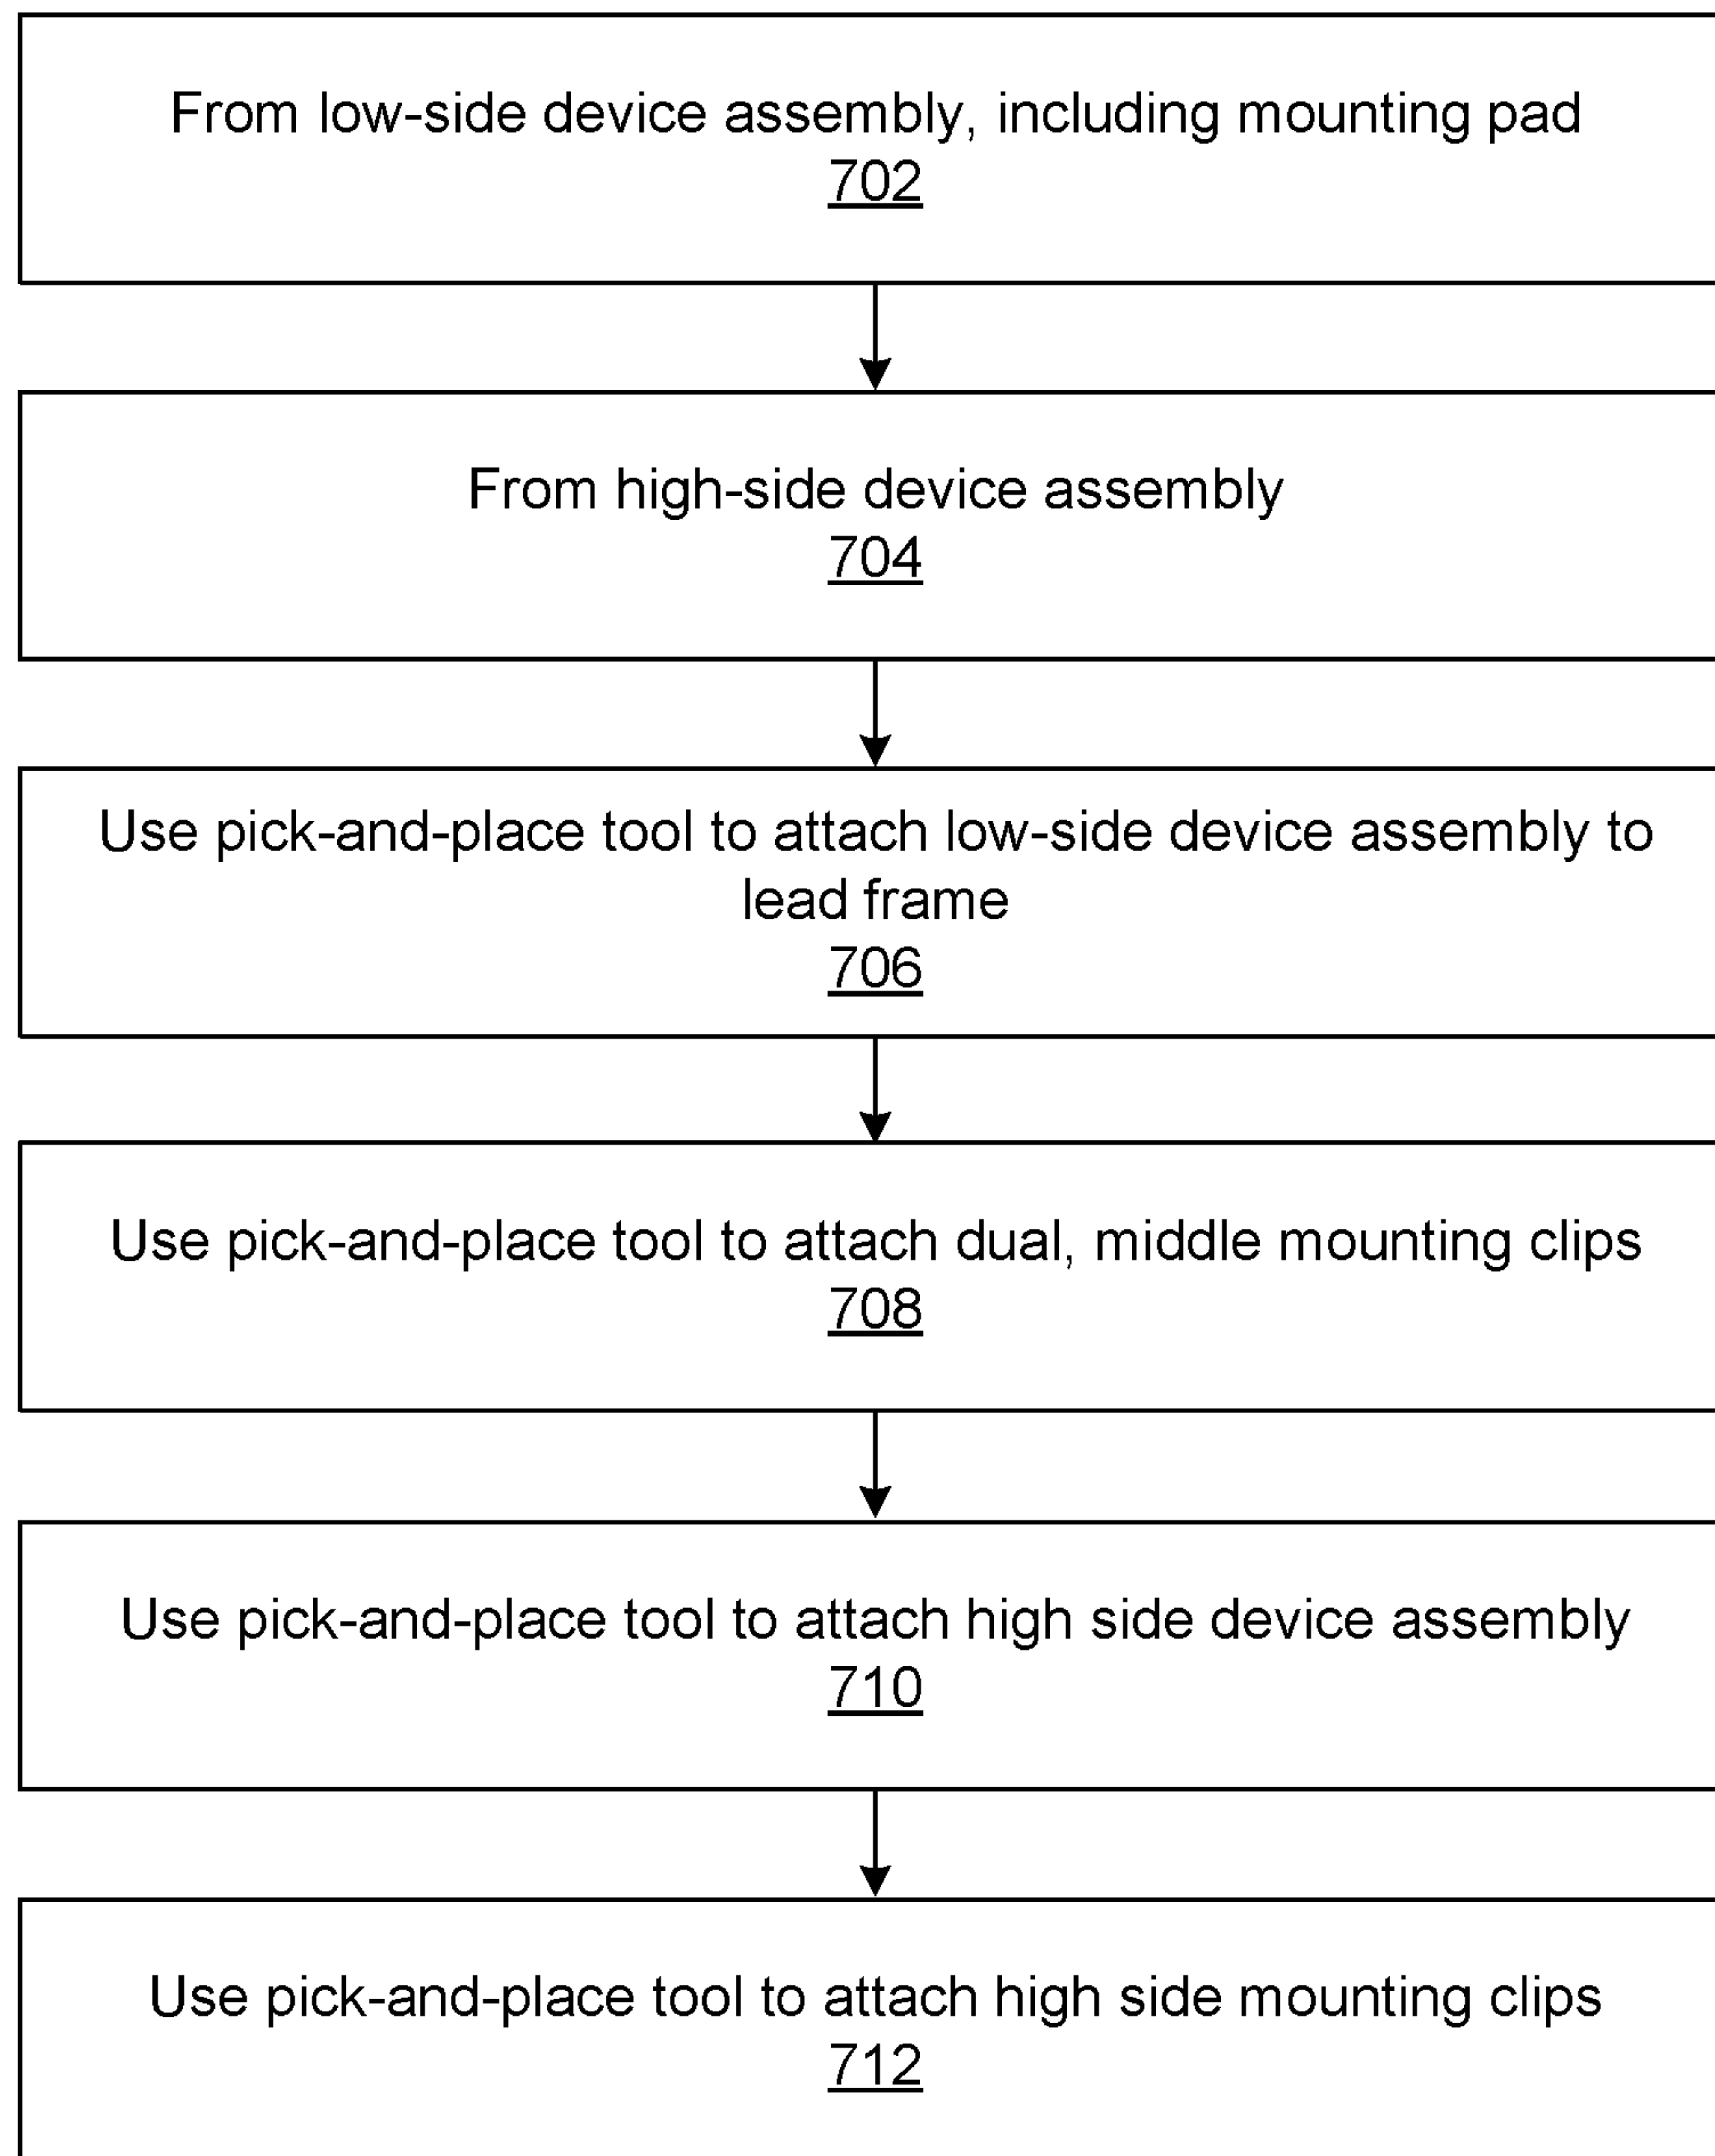 From low-side device assembly, including mounting pad
702
From high-side device assembly
704
Use pick-and-place tool to attach low-side device assembly to
lead frame
706
Use pick-and-place tool to attach dual, middle mounting clips
708
Use pick-and-place tool to attach high side device assembly
710
Use pick-and-place tool to attach high side mounting clips
712